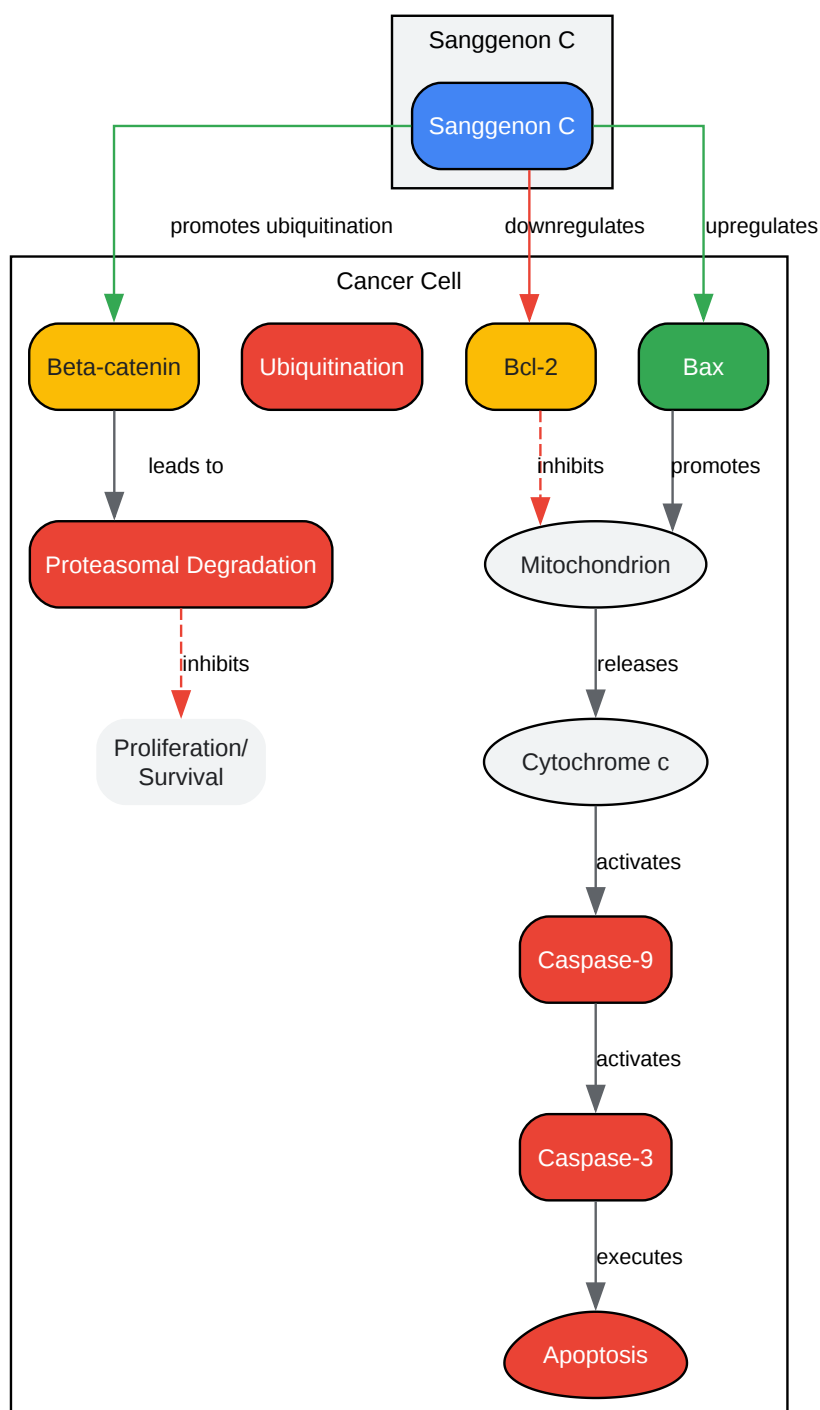 Sanggenon C
Sanggenon C
promotes ubiquitination
downregulates
upregulates
Cancer Cell
Beta-catenin
Ubiquitination
Bcl-2
Bax
leads to
inhibits
promotes
Proteasomal Degradation
Mitochondrion
inhibits
releases
Proliferation/
Survival
Cytochrome c
activates
Caspase-9
activates
Caspase-3
executes
Apoptosis